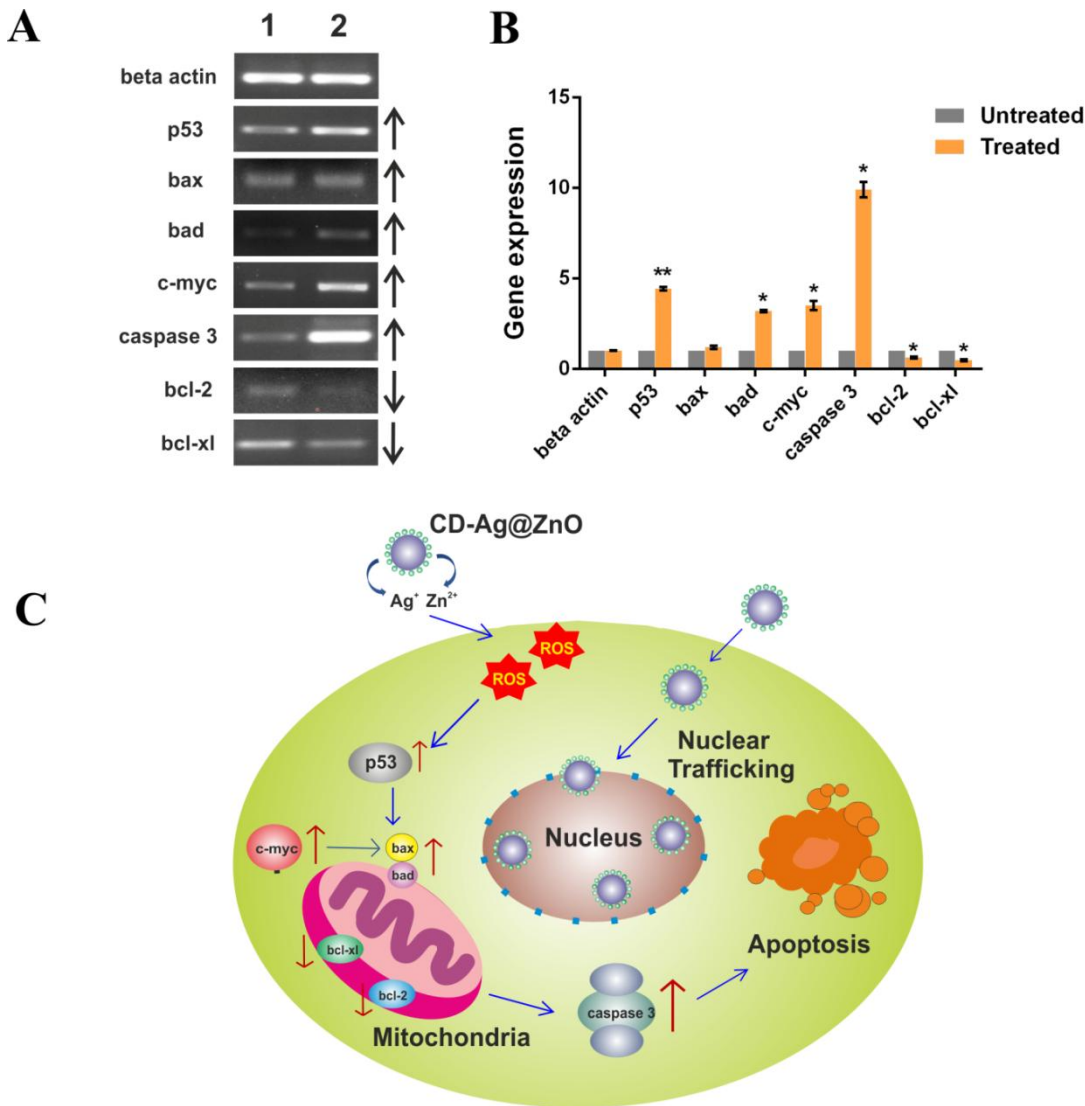 A
1 2
beta actin
p53
bax
bad
c-myc
caspase 3
bcl-2
bcl-xl
B
15
10
5
0
Gene expression
Untreated
Treated
**
*
*
*
*
*
beta actin
p53
bax
bad
c-myc
caspase 3
bcl-2
bcl-xl
C
CD-Ag@ZnO
Ag⁺ Zn²⁺
ROS
ROS
p53
c-myc
bax
bad
bcl-xl
bcl-2
Mitochondria
Nuclear
Trafficking
Nucleus
caspase 3
Apoptosis